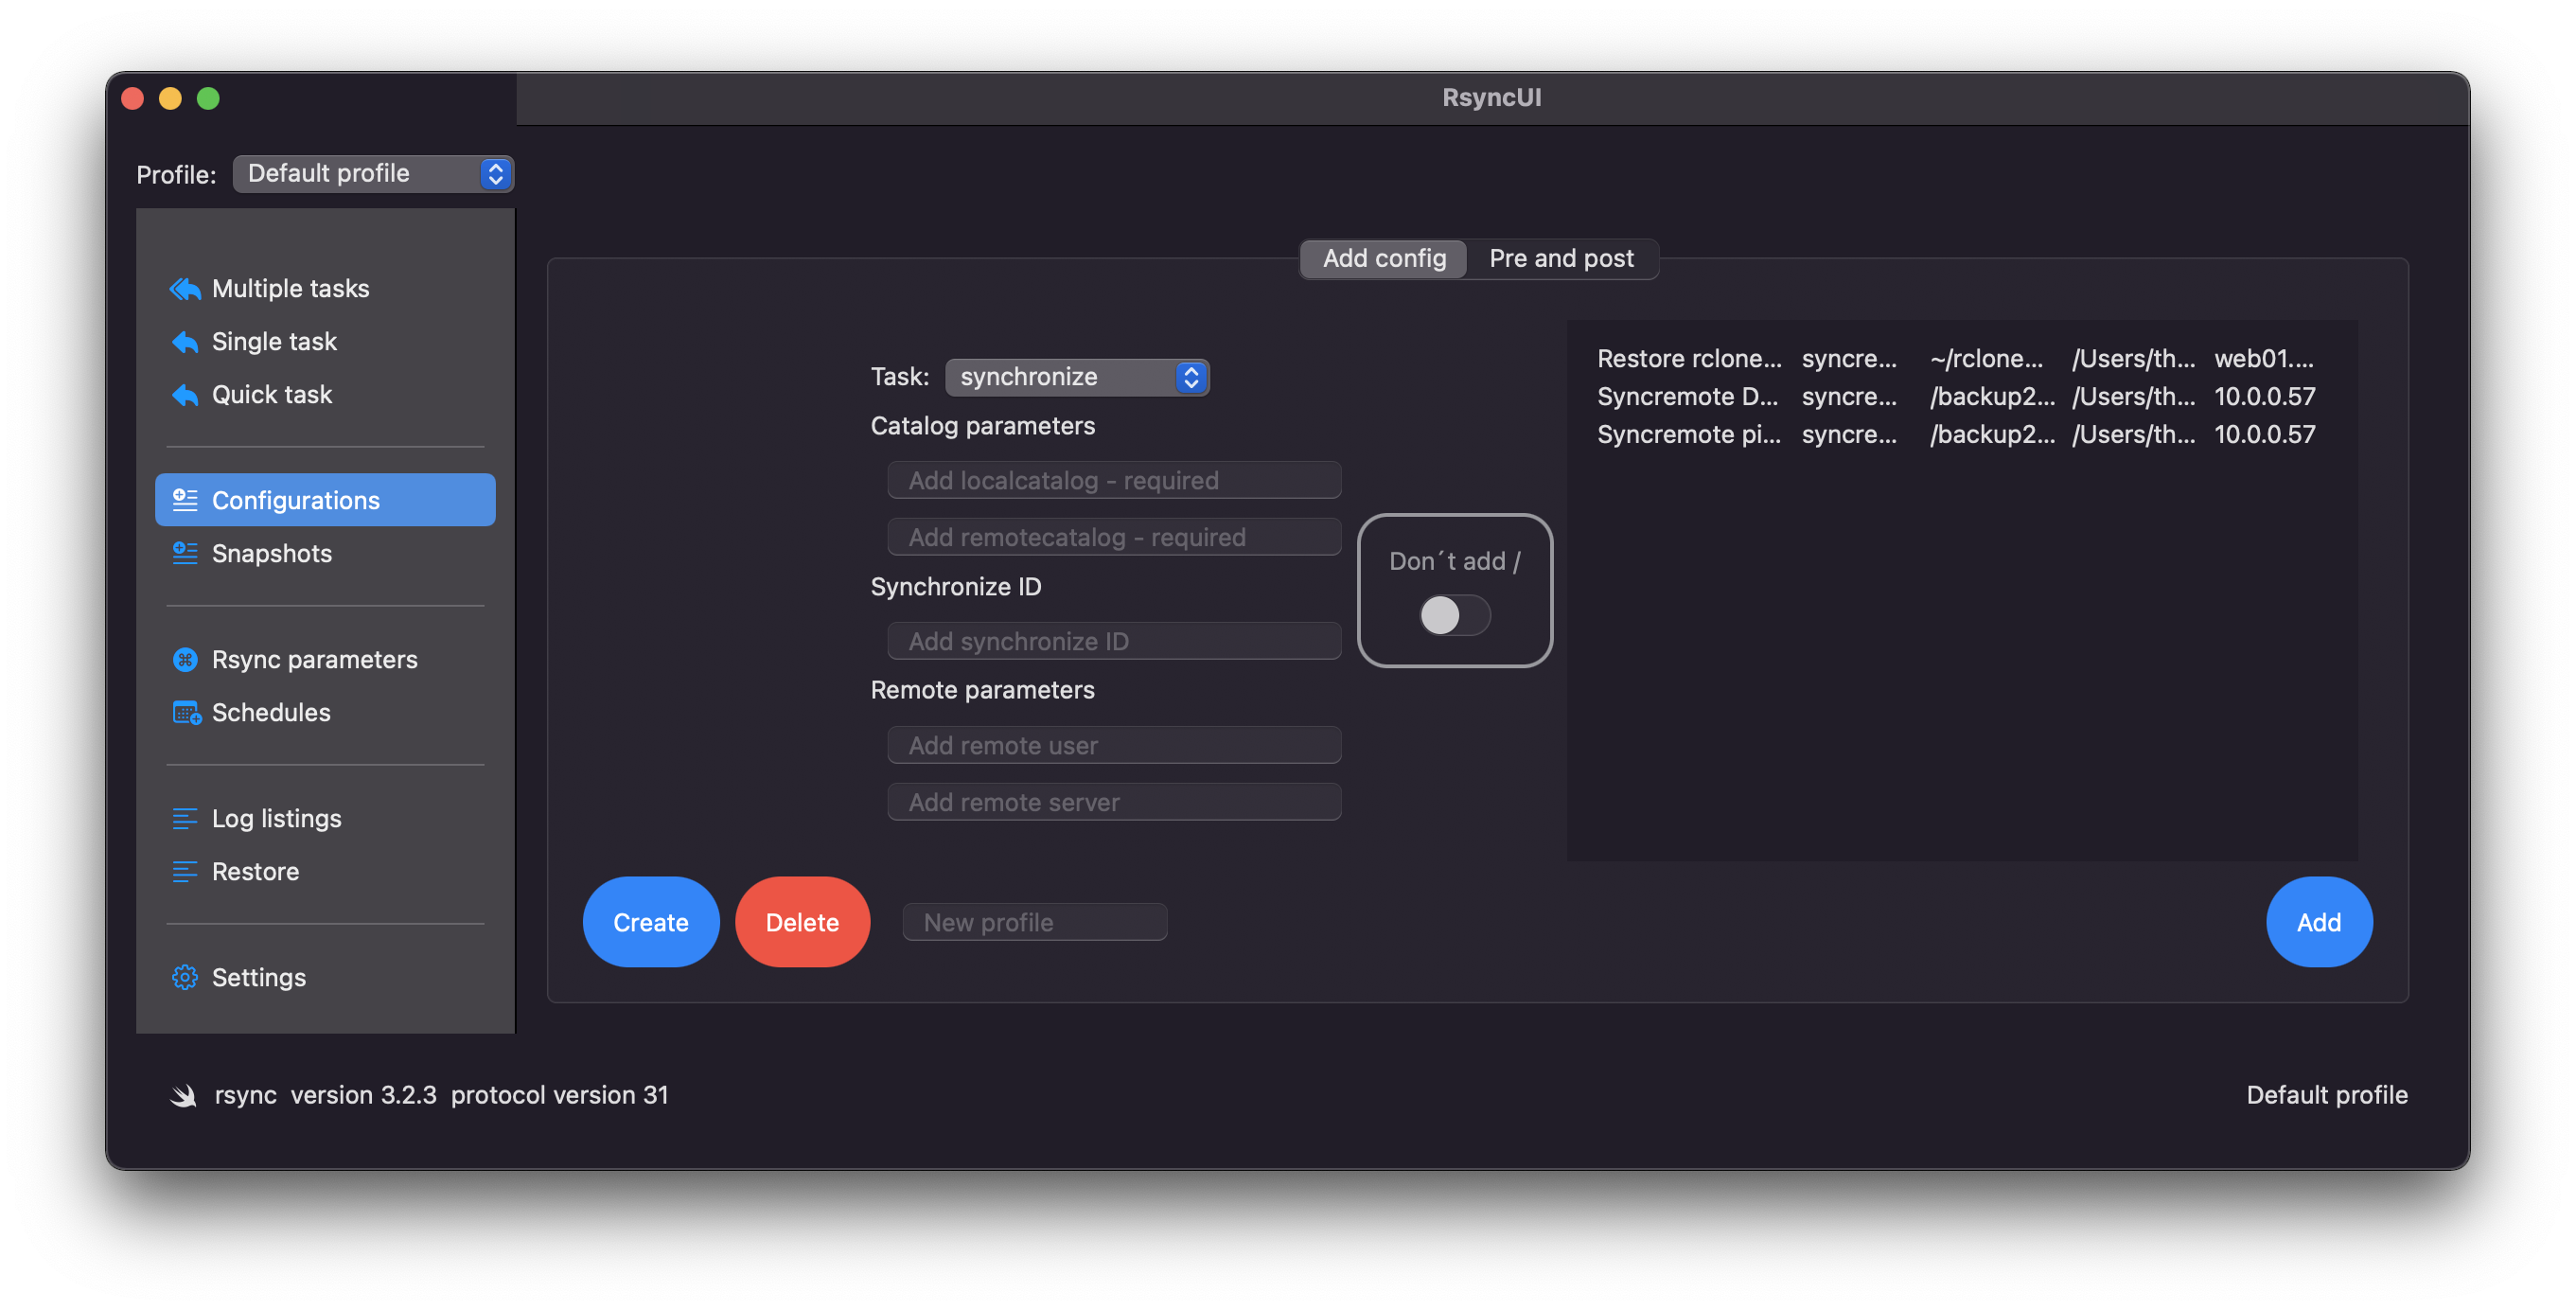 RsyncUI
Profile: Default profile
Multiple tasks
Single task
Quick task
Configurations
Snapshots
Rsync parameters
Schedules
Log listings
Restore
Settings
Add config Pre and post
Task: synchronize
Catalog parameters
Add localcatalog - required
Add remotecatalog - required
Synchronize ID
Add synchronize ID
Remote parameters
Add remote user
Add remote server
Don´t add /
Restore rclone... syncre... ~/rclone... /Users/th... web01....
Syncremote D... syncre... /backup2... /Users/th... 10.0.0.57
Syncremote pi... syncre... /backup2... /Users/th... 10.0.0.57
Create Delete New profile Add
rsync version 3.2.3 protocol version 31
Default profile